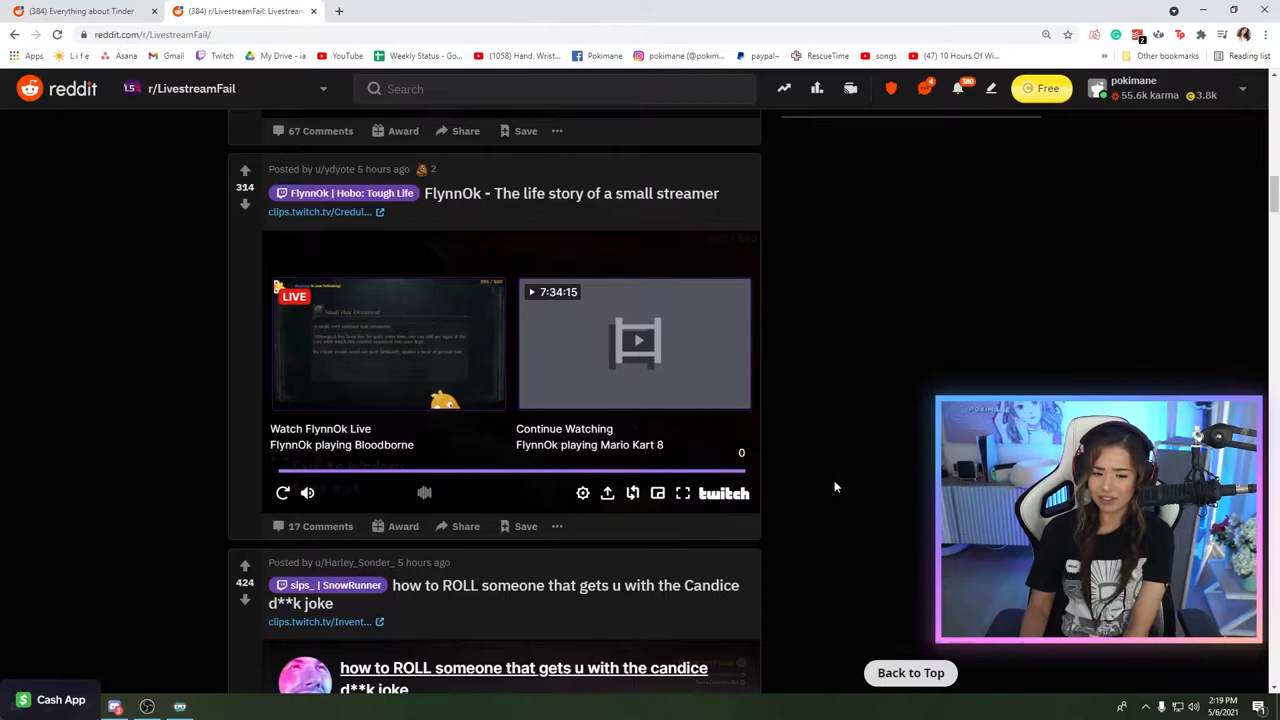 (384) Everything about Tinder
(384) r/LivestreamFail: Livestream
reddit.com/r/LivestreamFail/
Apps
L i f e
Asana
Gmail
Twitch
My Drive - ia
YouTube
Weekly Status - Go...
(1058) Hand, Wrist...
Pokimane
pokimane (@pokim...
paypal~
RescueTime
songs
(47) 10 Hours Of Wi...
»
Other bookmarks
Reading list
reddit
r/LivestreamFail
Search
4
380
Free
pokimane
55.6k karma
3.8k
67 Comments
Award
Share
Save
Posted by u/ydyote 5 hours ago
2
314
FlynnOk | Hobo: Tough Life
FlynnOk - The life story of a small streamer
clips.twitch.tv/Credul...
LIVE
7:34:15
Watch FlynnOk Live
FlynnOk playing Bloodborne
Continue Watching
FlynnOk playing Mario Kart 8
0
twitch
17 Comments
Award
Share
Save
Posted by u/Harley_Sonder_ 5 hours ago
424
sips_ | SnowRunner
how to ROLL someone that gets u with the Candice
d**k joke
clips.twitch.tv/Invent...
how to ROLL someone that gets u with the candice
d**k joke
POKIMANE
Back to Top
Cash App
2:19 PM
5/6/2021